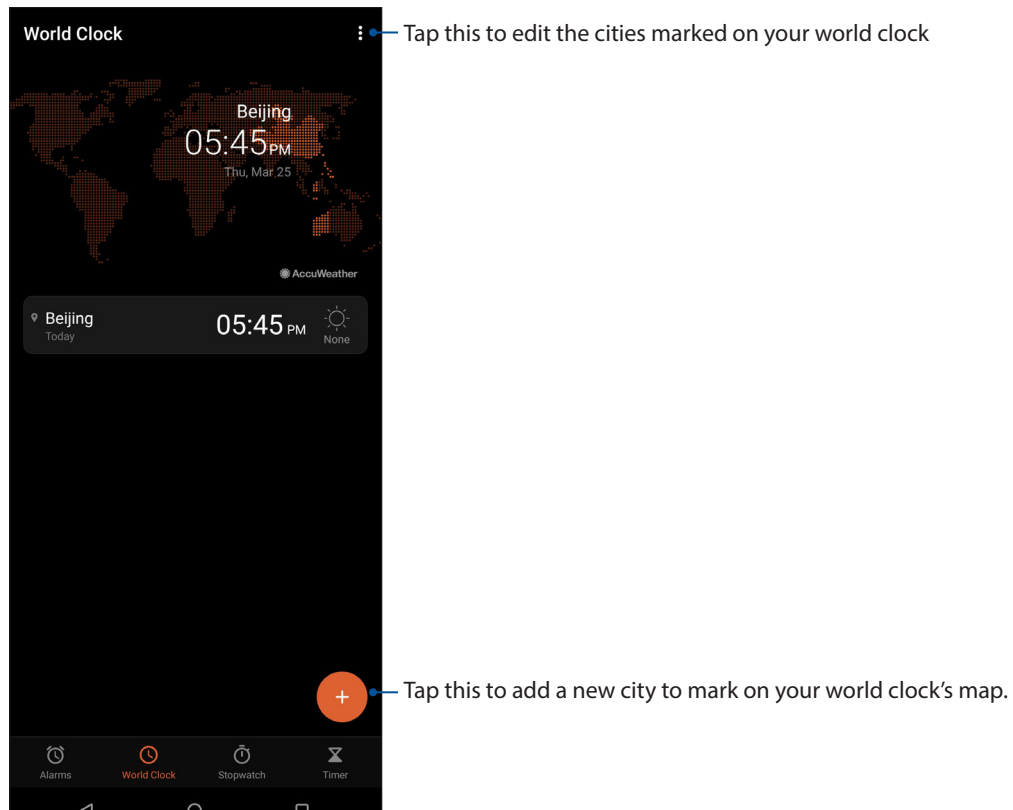 World Clock
Tap this to edit the cities marked on your world clock
Beijing
05:45 PM
Thu, Mar 25
AccuWeather
Beijing
Today
05:45 PM
None
Tap this to add a new city to mark on your world clock’s map.
Alarms
World Clock
Stopwatch
Timer